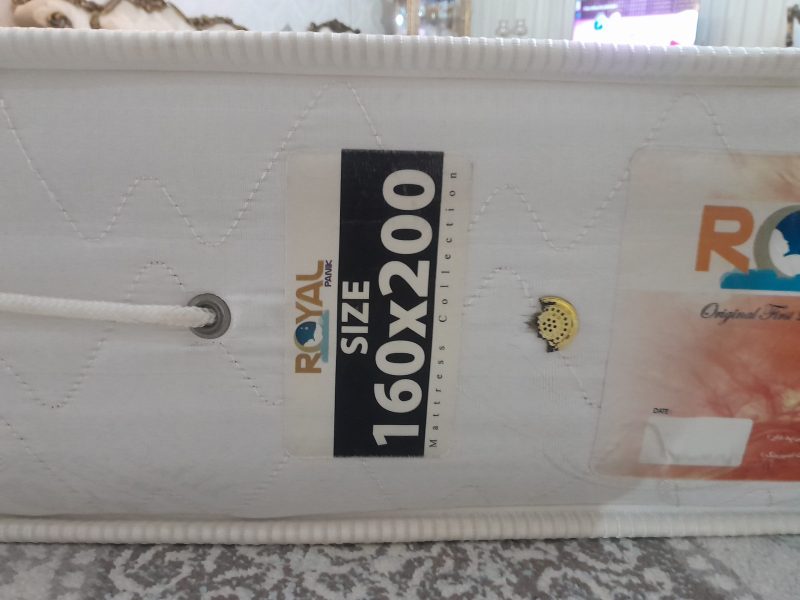 ROYAL
PANIK
SIZE
160X200
Mattress Collection
RO
Original Fine
DATE: